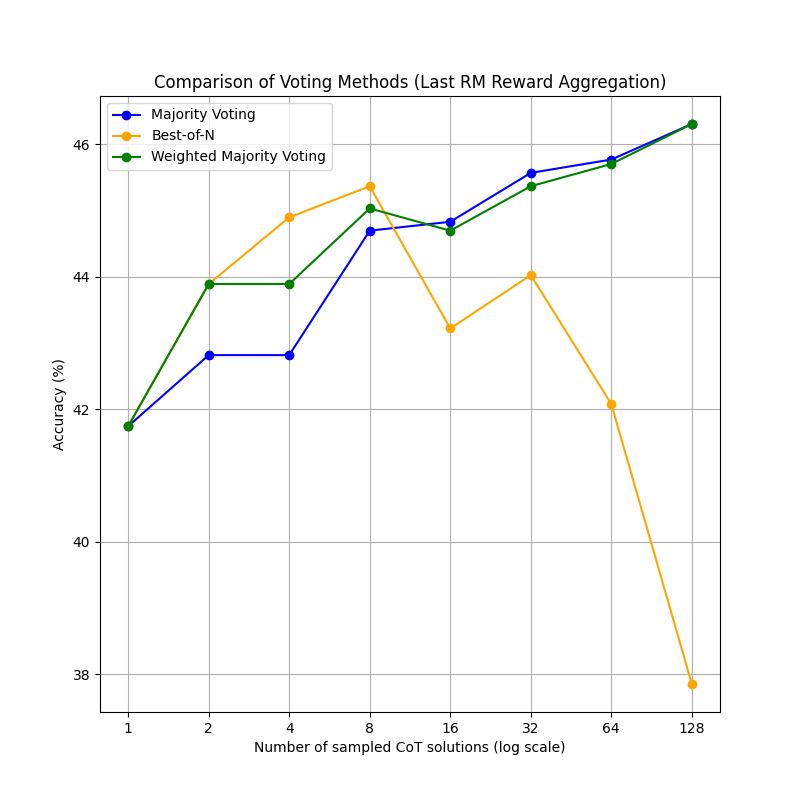 Comparison of Voting Methods (Last RM Reward Aggregation)
Majority Voting
Best-of-N
Weighted Majority Voting
46
44
42
40
38
Accuracy (%)
1 2 4 8 16 32 64 128
Number of sampled CoT solutions (log scale)